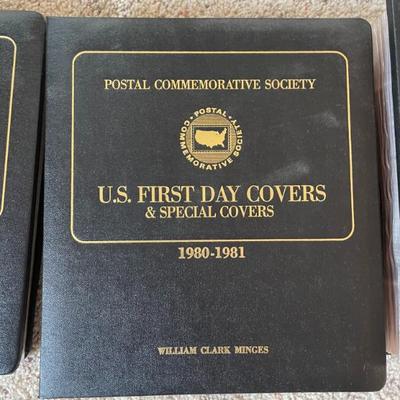 POSTAL COMMEMORATIVE SOCIETY
POSTAL
COMMEMORATIVE SOCIETY
U.S. FIRST DAY COVERS
& SPECIAL COVERS
1980-1981
WILLIAM CLARK MINGES